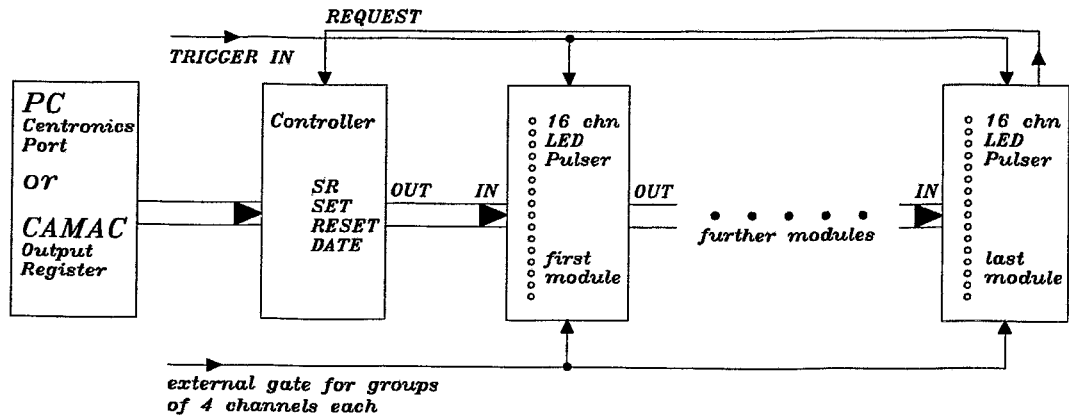 REQUEST
TRIGGER IN
PC
Centronics
Port
or
CAMAC
Output
Register
Controller
SR
SET
RESET
DATE
OUT
IN
16 chn
LED
Pulser
first
module
OUT
further modules
IN
16 chn
LED
Pulser
last
module
external gate for groups
of 4 channels each